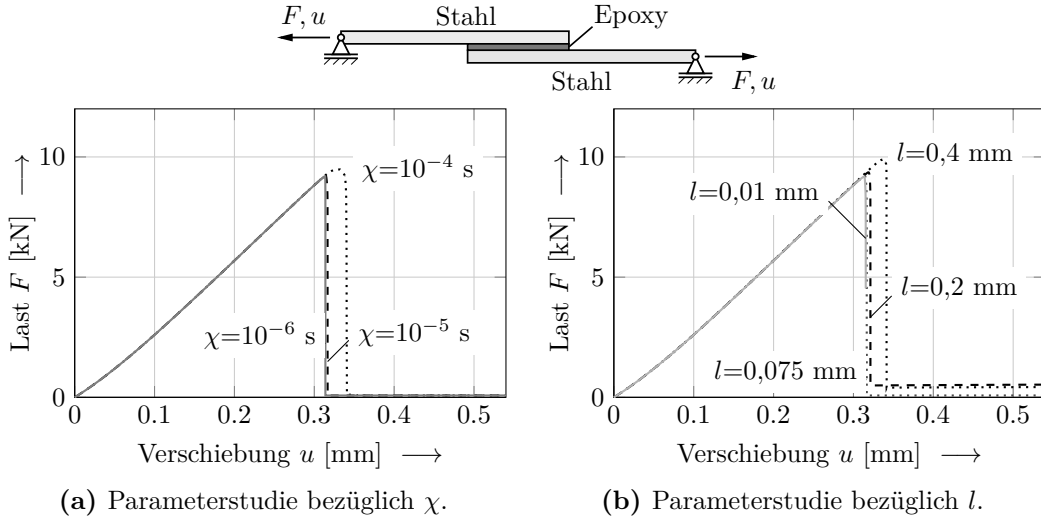 F, u
Stahl
Epoxy
Stahl
F, u
Last F [kN] ⟶
10
5
0
χ=10⁻⁴ s
χ=10⁻⁶ s
χ=10⁻⁵ s
0 0.1 0.2 0.3 0.4 0.5
Verschiebung u [mm] ⟶
(a) Parameterstudie bezüglich χ.
Last F [kN] ⟶
10
5
0
l=0,4 mm
l=0,01 mm
l=0,2 mm
l=0,075 mm
0 0.1 0.2 0.3 0.4 0.5
Verschiebung u [mm] ⟶
(b) Parameterstudie bezüglich l.